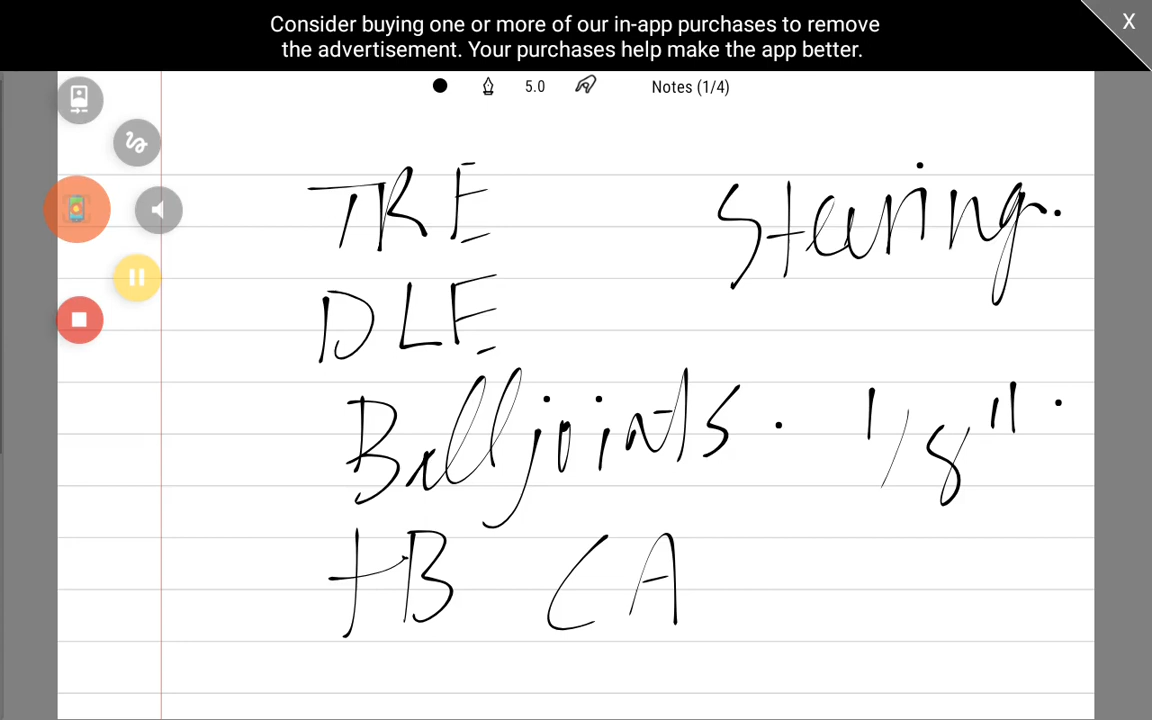 Consider buying one or more of our in-app purchases to remove
the advertisement. Your purchases help make the app better.
X
5.0 Notes (1/4)
TRE Steering.
DLE
Balljoints. 1/8".
TB CA